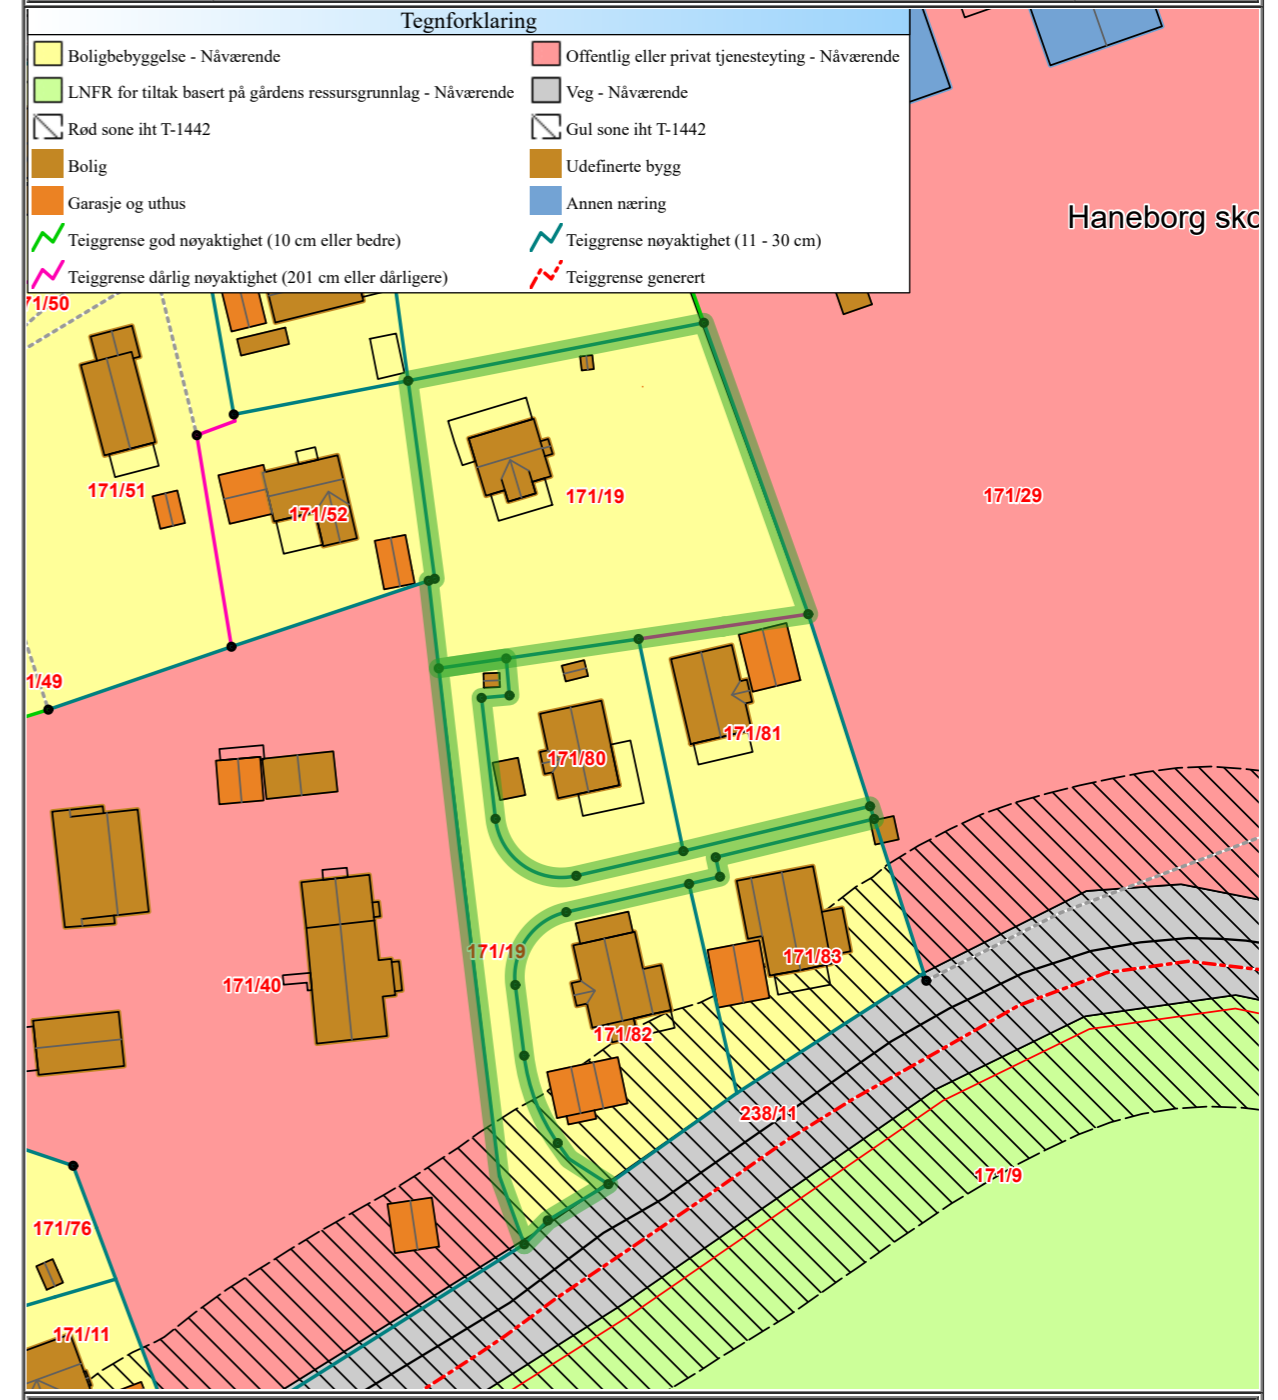 Tegnforklaring
Boligbebyggelse - Nåværende
Offentlig eller privat tjenesteyting - Nåværende
LNFR for tiltak basert på gårdens ressursgrunnlag - Nåværende
Veg - Nåværende
Rød sone iht T-1442
Gul sone iht T-1442
Bolig
Udefinerte bygg
Garasje og uthus
Annen næring
Teiggrense god nøyaktighet (10 cm eller bedre)
Teiggrense nøyaktighet (11 - 30 cm)
Teiggrense dårlig nøyaktighet (201 cm eller dårligere)
Teiggrense generert
Haneborg sko
71/50
171/51
171/52
171/19
171/29
1/49
171/80
171/81
171/19
171/40
171/83
171/82
238/11
171/9
171/76
171/11